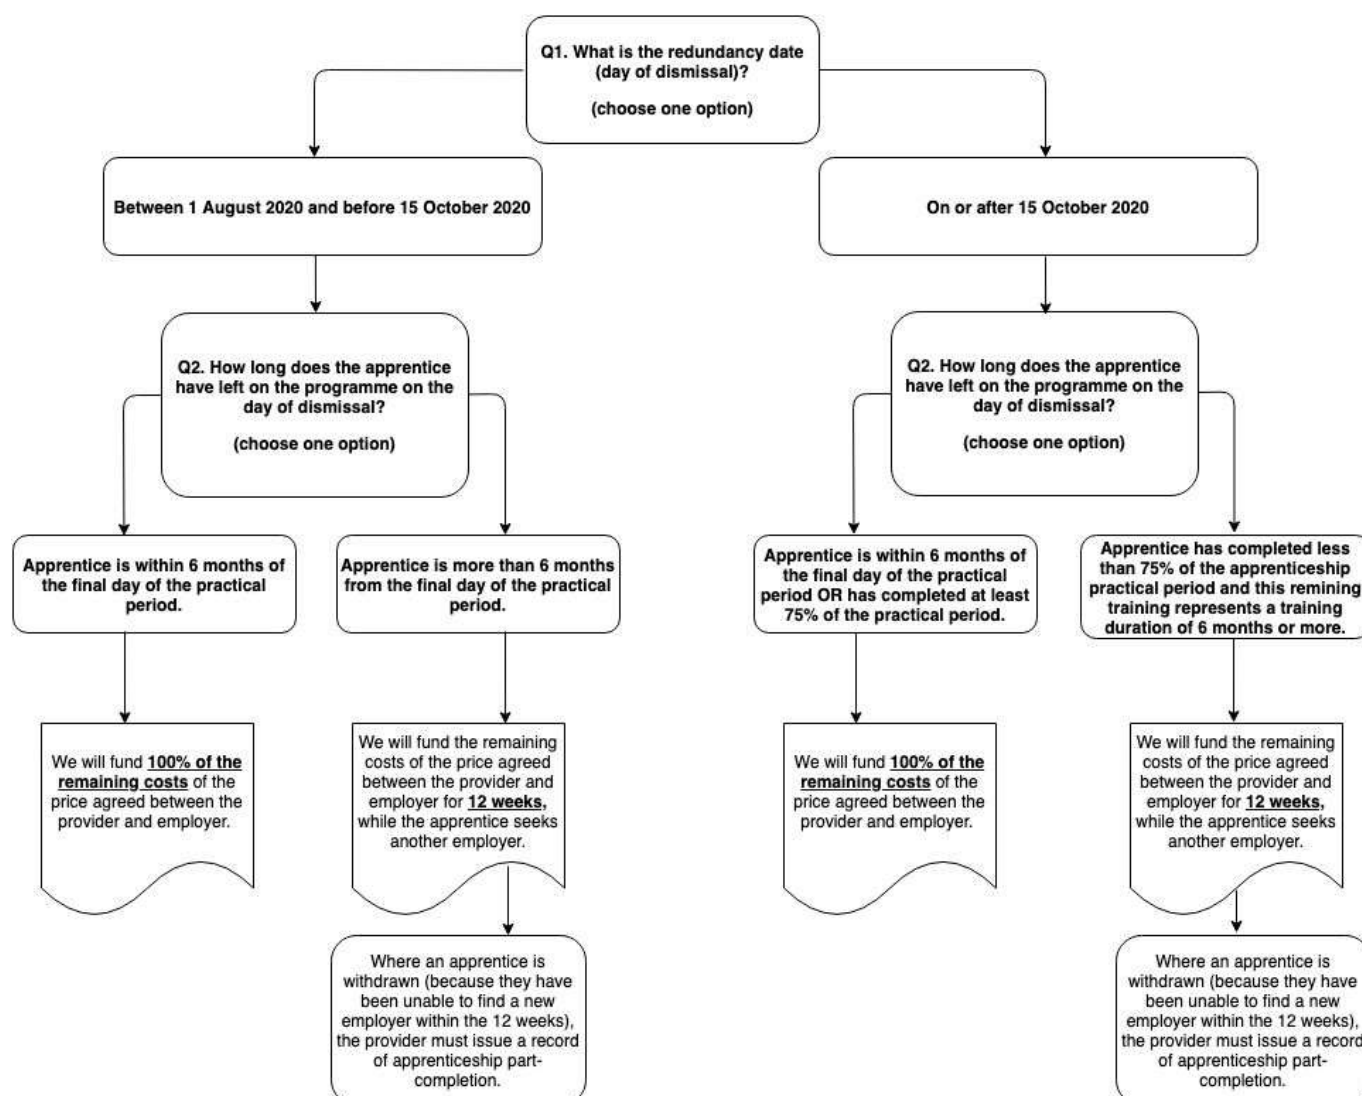 Q1. What is the redundancy date
(day of dismissal)?
(choose one option)
Between 1 August 2020 and before 15 October 2020
On or after 15 October 2020
Q2. How long does the apprentice
have left on the programme on the
day of dismissal?
(choose one option)
Q2. How long does the apprentice
have left on the programme on the
day of dismissal?
(choose one option)
Apprentice is within 6 months of
the final day of the practical
period.
Apprentice is more than 6 months
from the final day of the practical
period.
Apprentice is within 6 months of
the final day of the practical
period OR has completed at least
75% of the practical period.
Apprentice has completed less
than 75% of the apprenticeship
practical period and this remining
training represents a training
duration of 6 months or more.
We will fund 100% of the
remaining costs of the
price agreed between the
provider and employer.
We will fund the remaining
costs of the price agreed
between the provider and
employer for 12 weeks,
while the apprentice seeks
another employer.
We will fund 100% of the
remaining costs of the
price agreed between the
provider and employer.
We will fund the remaining
costs of the price agreed
between the provider and
employer for 12 weeks,
while the apprentice seeks
another employer.
Where an apprentice is
withdrawn (because they have
been unable to find a new
employer within the 12 weeks),
the provider must issue a record
of apprenticeship part-
completion.
Where an apprentice is
withdrawn (because they have
been unable to find a new
employer within the 12 weeks),
the provider must issue a record
of apprenticeship part-
completion.